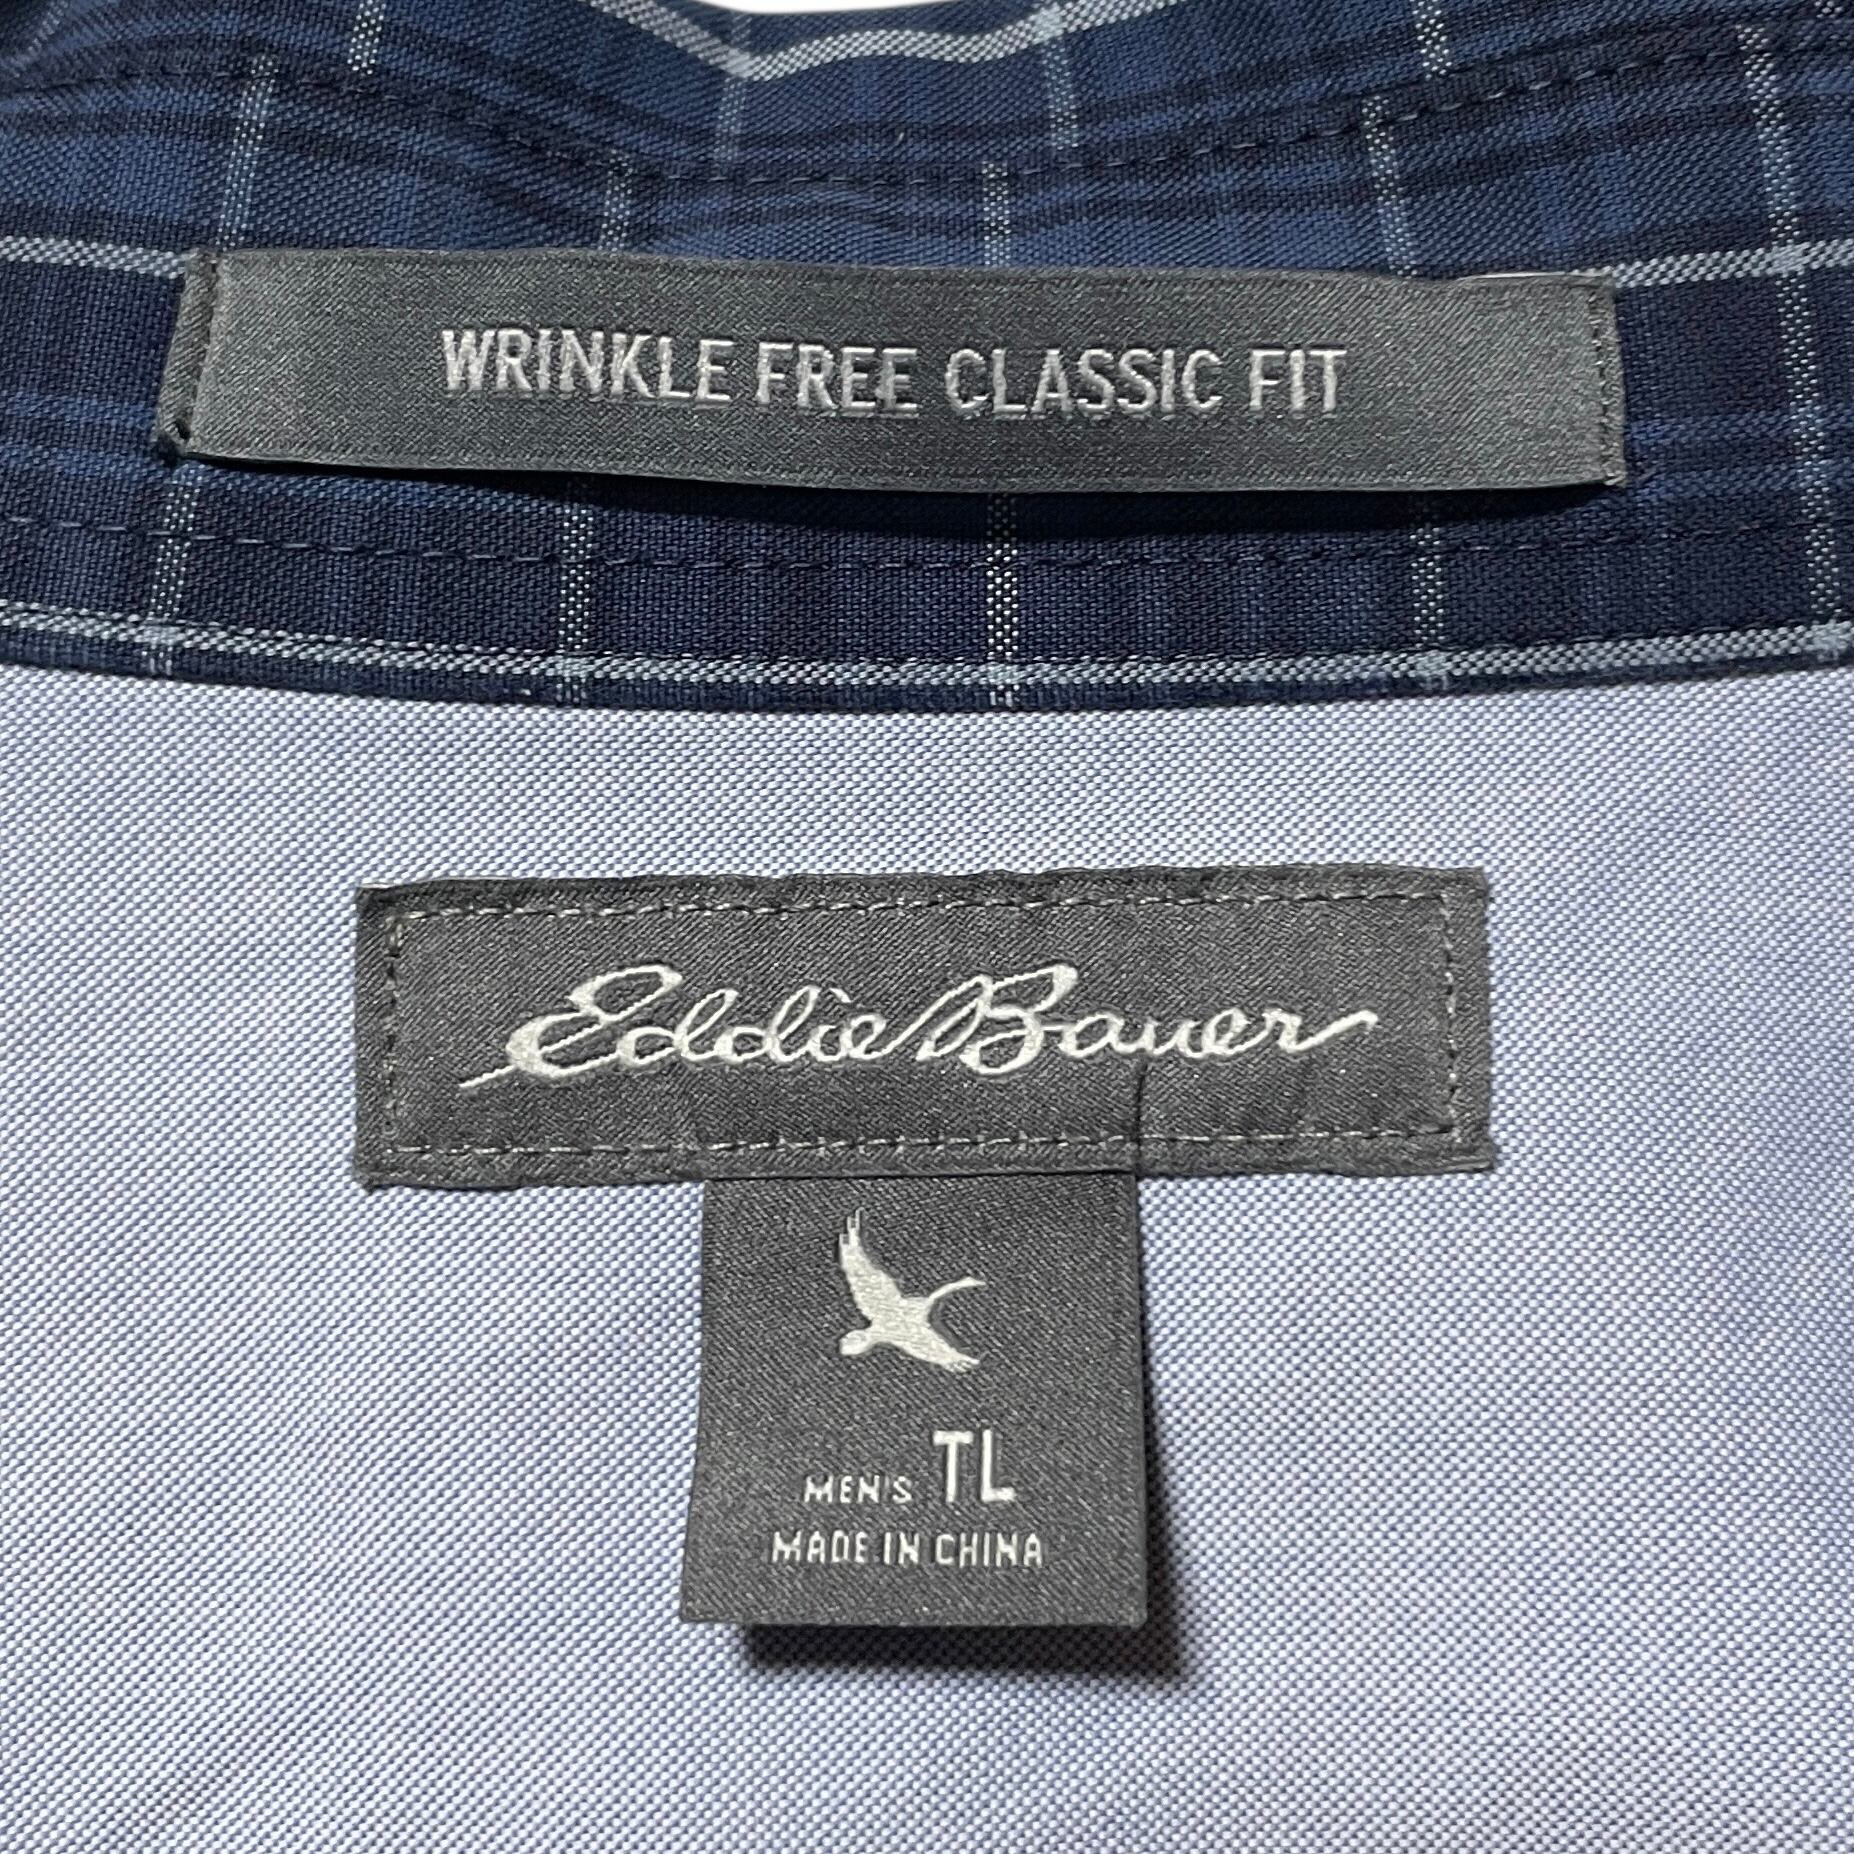 WRINKLE FREE CLASSIC FIT
Eddie Bauer
MEN'S TL
MADE IN CHINA